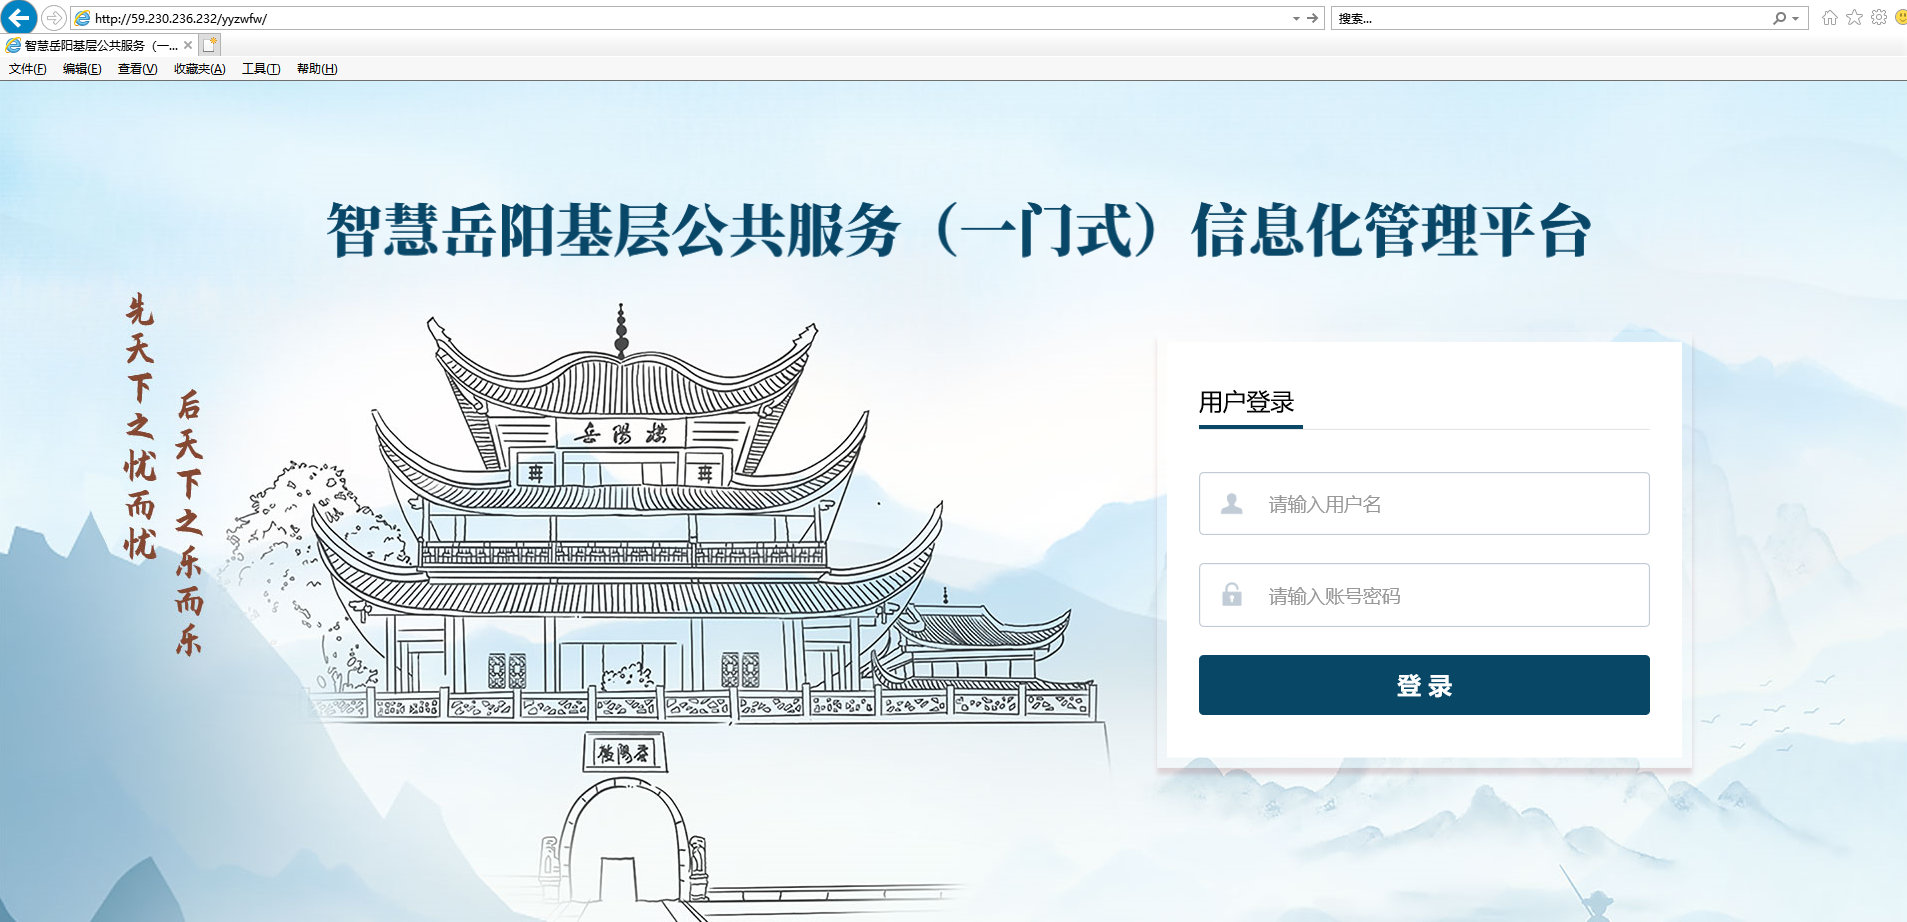 http://59.230.236.232/yyzwfw/
搜索...
智慧岳阳基层公共服务（一...
文件(F) 编辑(E) 查看(V) 收藏夹(A) 工具(T) 帮助(H)
智慧岳阳基层公共服务（一门式）信息化管理平台
先天下之忧而忧
后天下之乐而乐
岳陽楼
用户登录
请输入用户名
请输入账号密码
登 录